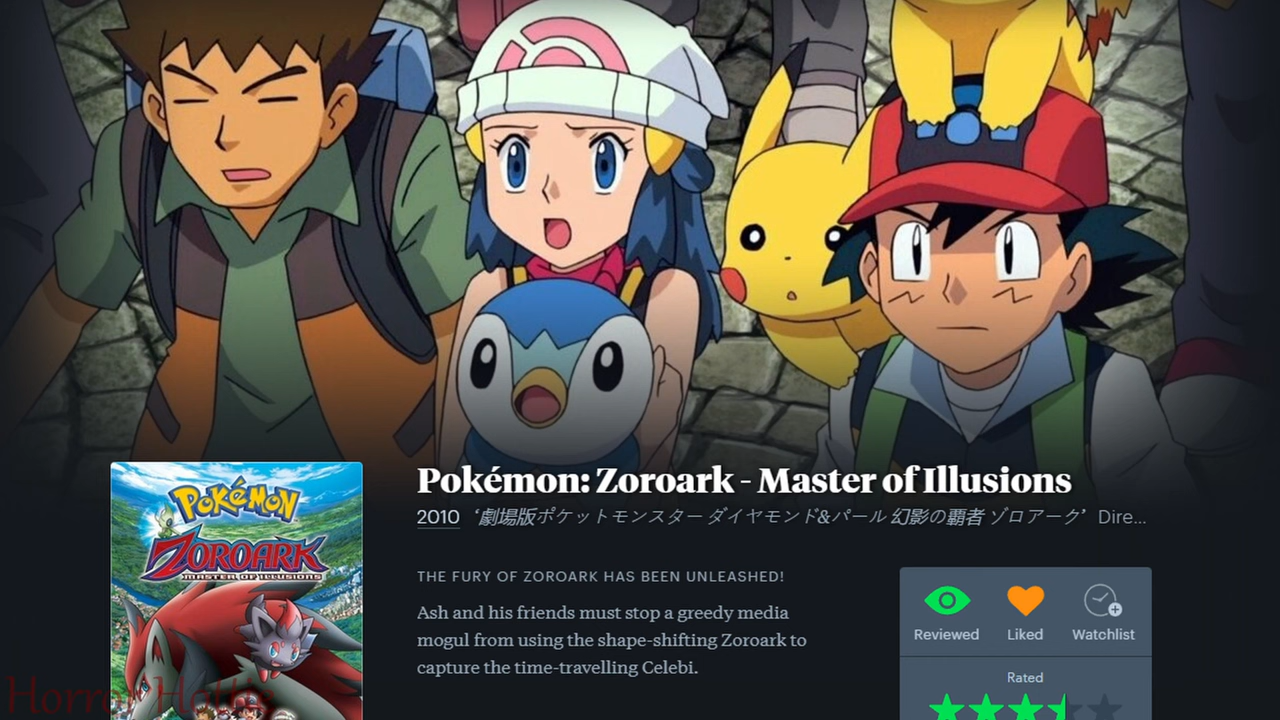 Pokémon: Zoroark - Master of Illusions
2010 ‘劇場版ポケットモンスター ダイヤモンド&パール 幻影の覇者 ゾロアーク’ Dire...
POKÉMON
ZOROARK
MASTER OF ILLUSIONS
THE FURY OF ZOROARK HAS BEEN UNLEASHED!
Ash and his friends must stop a greedy media
mogul from using the shape-shifting Zoroark to
capture the time-travelling Celebi.
Reviewed Liked Watchlist
Rated
Horror